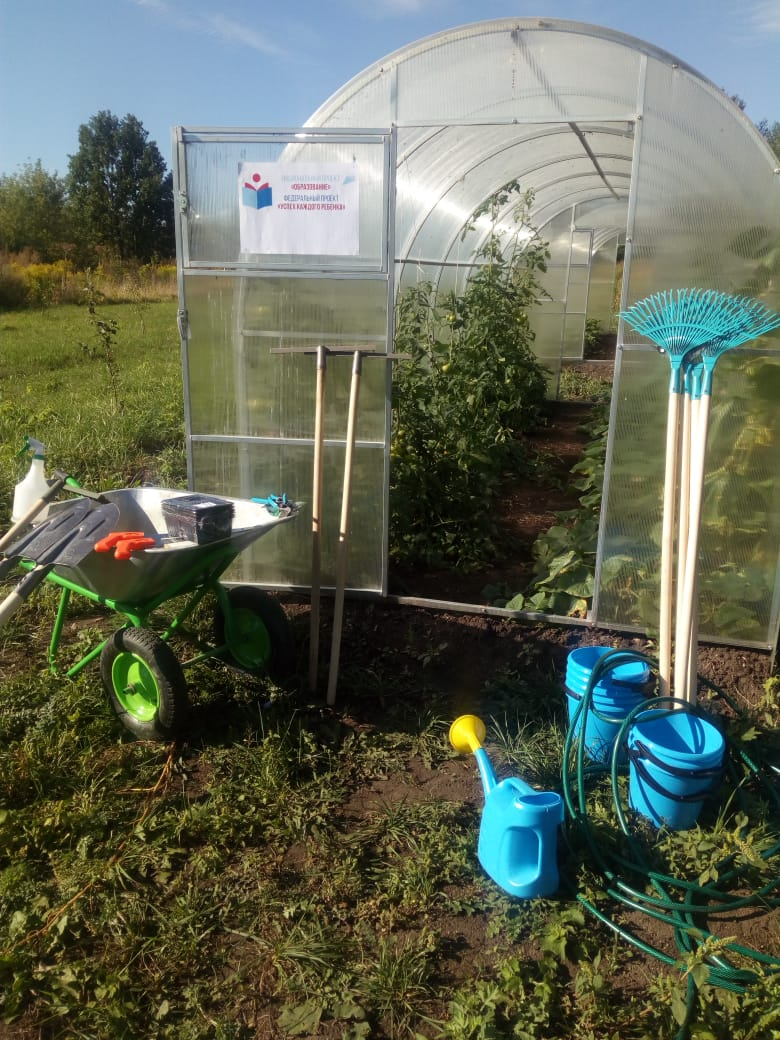 НАЦИОНАЛЬНЫЙ ПРОЕКТ
«ОБРАЗОВАНИЕ»
ФЕДЕРАЛЬНЫЙ ПРОЕКТ
«УСПЕХ КАЖДОГО РЕБЕНКА»